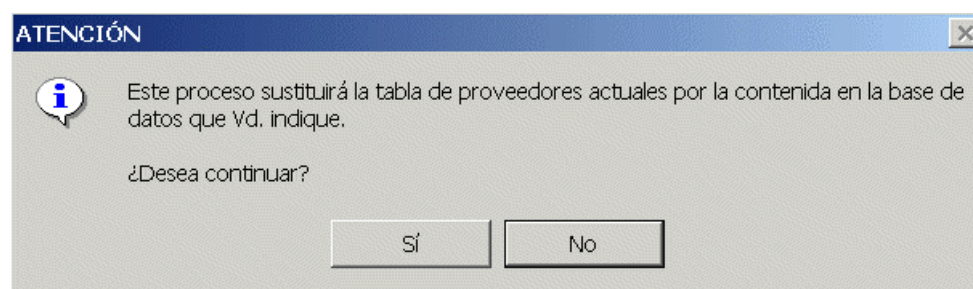 ATENCIÓN
Este proceso sustituirá la tabla de proveedores actuales por la contenida en la base de
datos que Vd. indique.
¿Desea continuar?
Sí
No